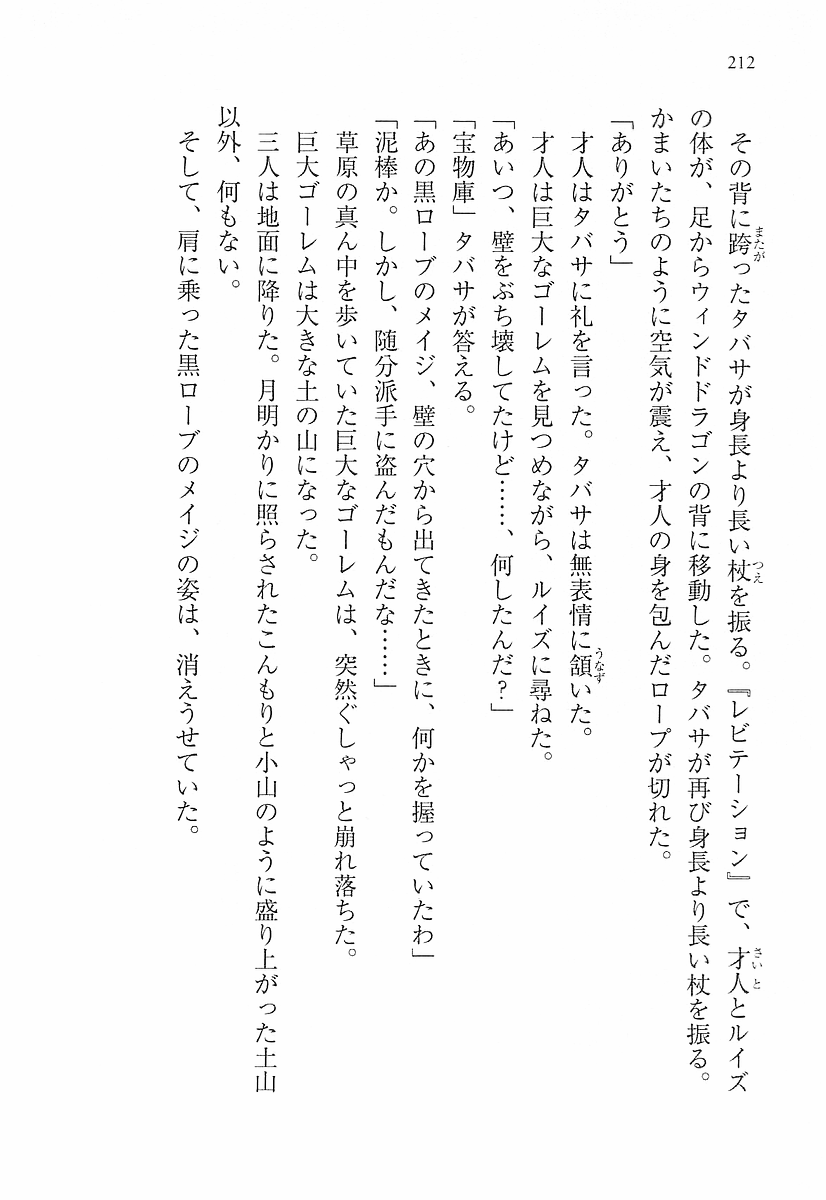 212
その背に跨ったタバサが身長より長い杖を振る。『レビテーション』で、才人とルイズ
の体が、足からウィンドドラゴンの背に移動した。タバサが再び身長より長い杖を振る。
かまいたちのように空気が震え、才人の身を包んだロープが切れた。
「ありがとう」
才人はタバサに礼を言った。タバサは無表情に頷いた。
才人は巨大なゴーレムを見つめながら、ルイズに尋ねた。
「あいつ、壁をぶち壊してたけど……、何したんだ？」
「宝物庫」タバサが答える。
「あの黒ローブのメイジ、壁の穴から出てきたときに、何かを握っていたわ」
「泥棒か。しかし、随分派手に盗んだもんだな……」
草原の真ん中を歩いていた巨大なゴーレムは、突然ぐしゃっと崩れ落ちた。
巨大ゴーレムは大きな土の山になった。
三人は地面に降りた。月明かりに照らされたこんもりと小山のように盛り上がった土山
以外、何もない。
そして、肩に乗った黒ローブのメイジの姿は、消えうせていた。